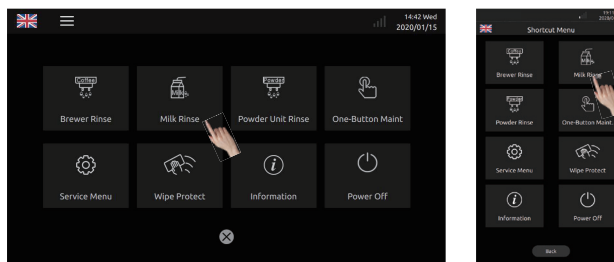 14:42 Wed
2020/01/15
Coffee
Milk
Powder
Brewer Rinse
Milk Rinse
Powder Unit Rinse
One-Button Maint
Service Menu
Wipe Protect
Information
Power Off
Shortcut Menu
Coffee
Milk
Brewer Rinse
Milk
Powder
Powder Rinse
One-Button Maint.
Service Menu
Wipe Protect
Information
Power Off
Back